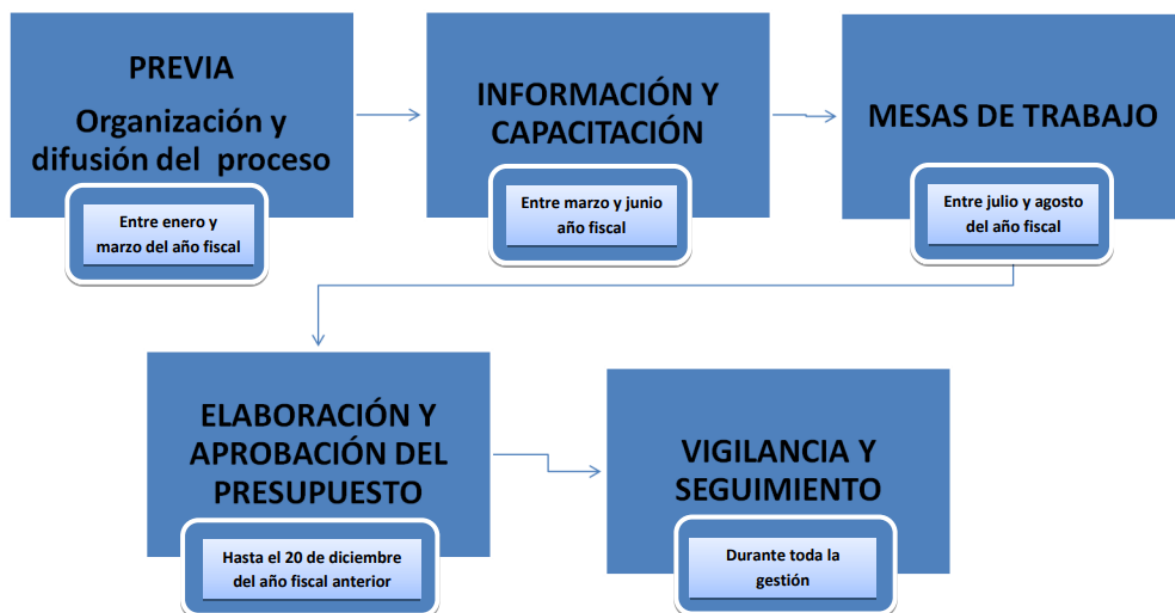 PREVIA
Organización y
difusión del proceso
Entre enero y
marzo del año fiscal
INFORMACIÓN Y
CAPACITACIÓN
Entre marzo y junio
año fiscal
MESAS DE TRABAJO
Entre julio y agosto
del año fiscal
ELABORACIÓN Y
APROBACIÓN DEL
PRESUPUESTO
Hasta el 20 de diciembre
del año fiscal anterior
VIGILANCIA Y
SEGUIMIENTO
Durante toda la
gestión